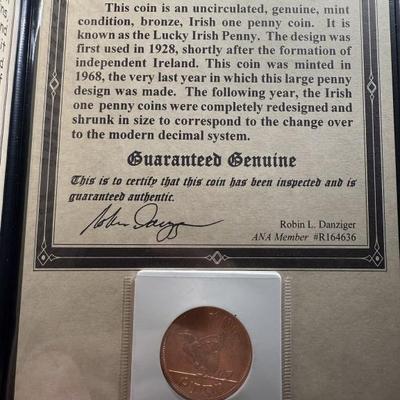 This coin is an uncirculated, genuine, mint
condition, bronze, Irish one penny coin. It is
known as the Lucky Irish Penny. The design was
first used in 1928, shortly after the formation of
independent Ireland. This coin was minted in
1968, the very last year in which this large penny
design was made. The following year, the Irish
one penny coins were completely redesigned and
shrunk in size to correspond to the change over
to the modern decimal system.
Guaranteed Genuine
This is to certify that this coin has been inspected and is
guaranteed authentic.
Robin Danziger
Robin L. Danziger
ANA Member #R164636